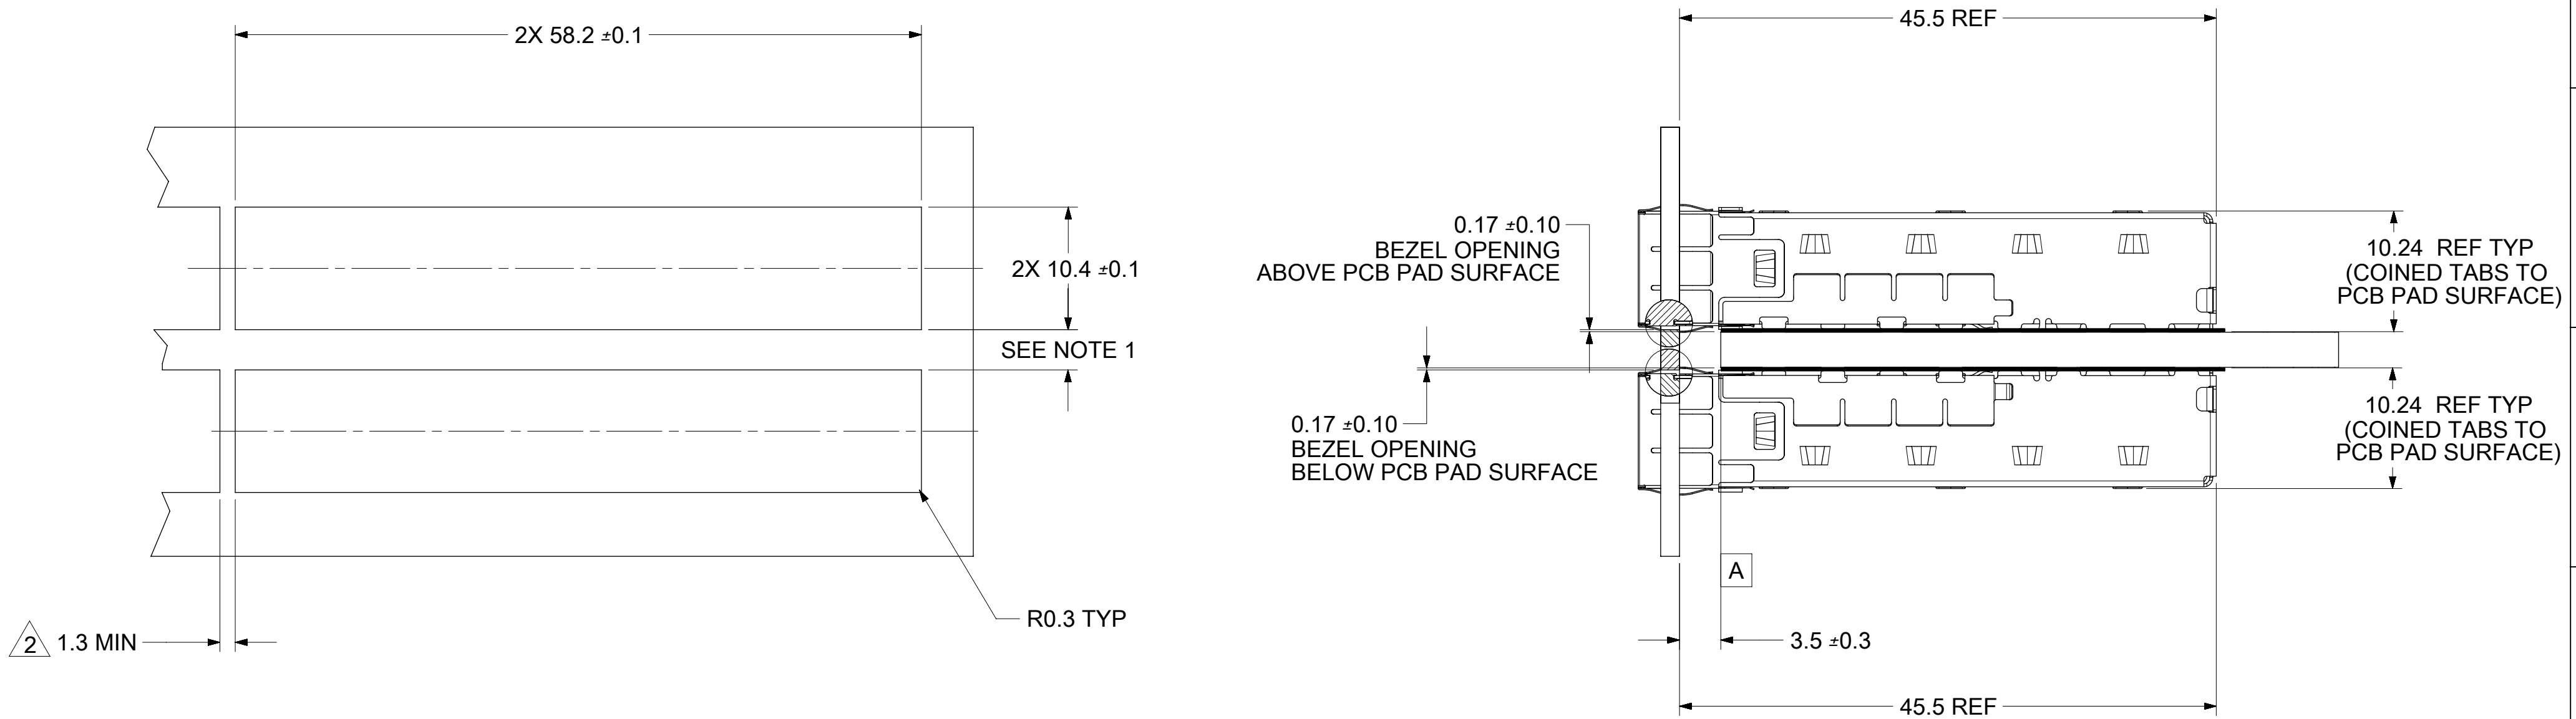 2X 58.2 ±0.1
45.5 REF
2X 10.4 ±0.1
SEE NOTE 1
R0.3 TYP
2 1.3 MIN
0.17 ±0.10
BEZEL OPENING
ABOVE PCB PAD SURFACE
0.17 ±0.10
BEZEL OPENING
BELOW PCB PAD SURFACE
10.24 REF TYP
(COINED TABS TO
PCB PAD SURFACE)
10.24 REF TYP
(COINED TABS TO
PCB PAD SURFACE)
A
3.5 ±0.3
45.5 REF